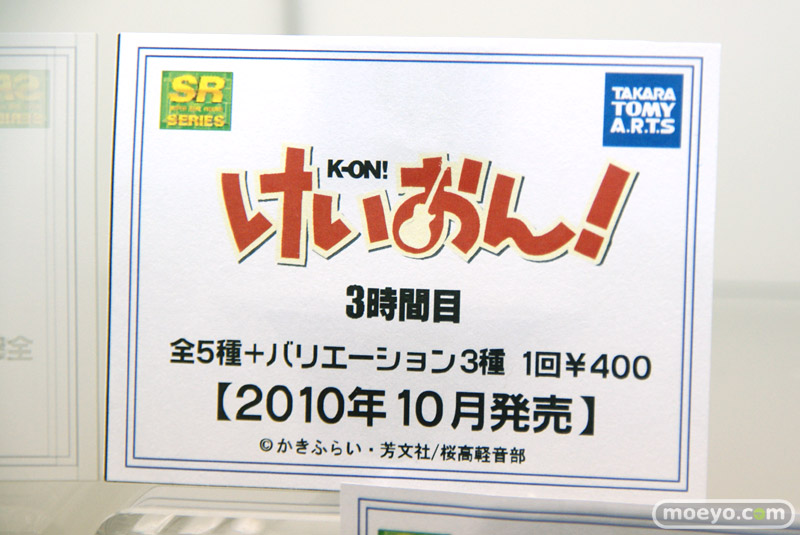 SR
SERIES
TAKARA
TOMY
A.R.T.S
K-ON!
けいおん!
3時間目
全5種+バリエーション3種 1回¥400
【2010年10月発売】
©かきふらい・芳文社/桜高軽音部
moeyo.com